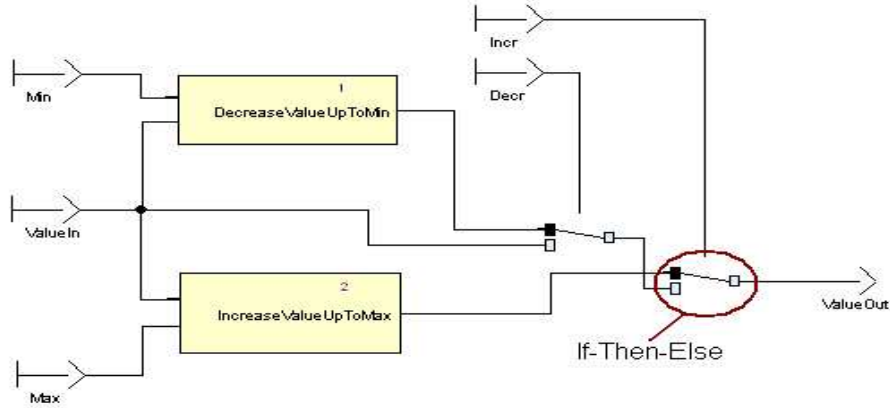 Incr
Decr
Min
1
DecreaseValueUpToMin
ValueIn
2
IncreaseValueUpToMax
ValueOut
If-Then-Else
Max